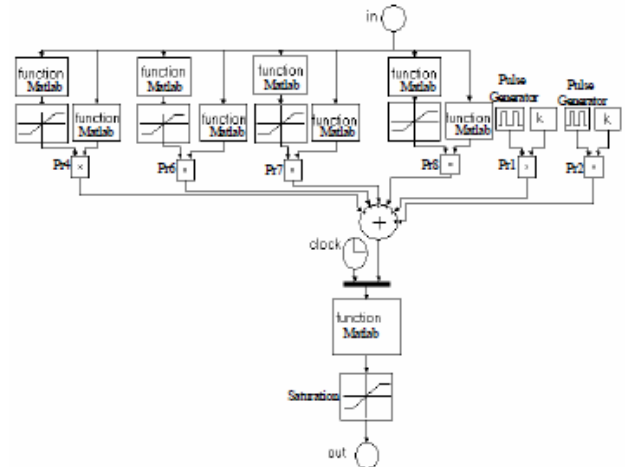 in
function
Matlab
function
Matlab
function
Matlab
function
Matlab
Pulse
Generator
Pulse
Generator
function
Matlab
function
Matlab
function
Matlab
function
Matlab
k
k
Pr4
Pr6
Pr7
Pr8
Pr1
Pr2
+
clock
function
Matlab
Saturation
out